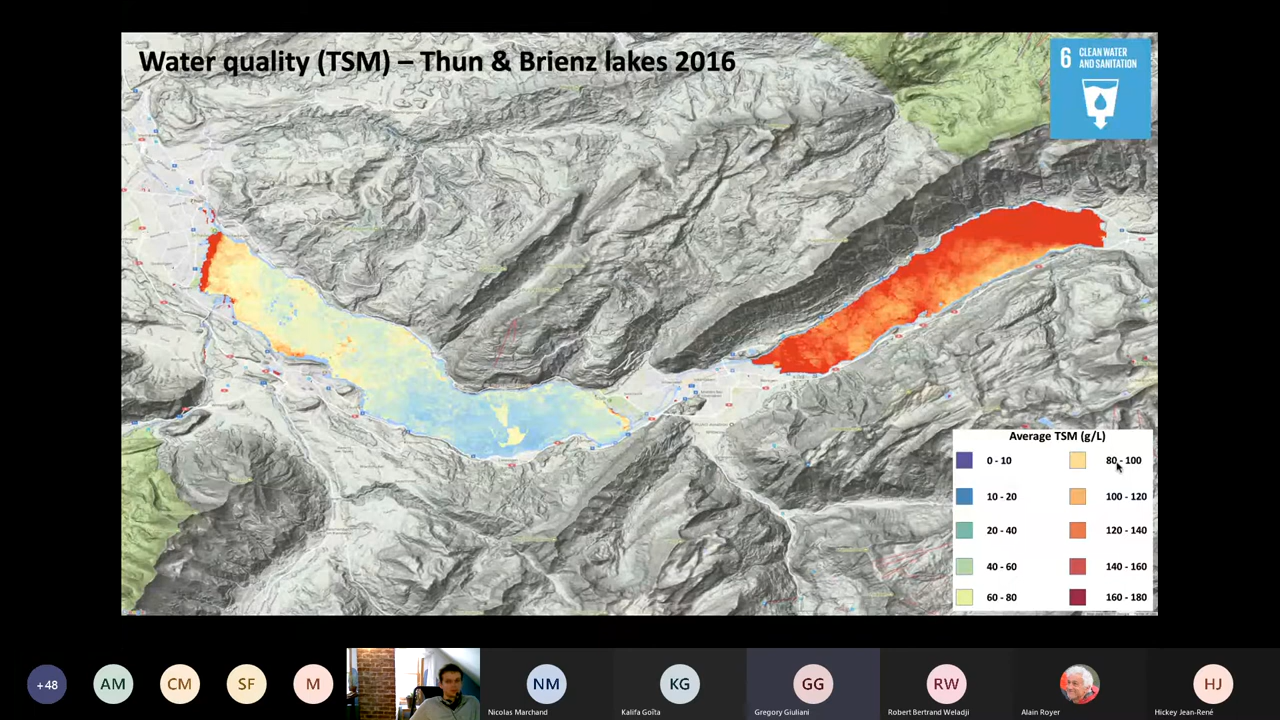 Water quality (TSM) – Thun & Brienz lakes 2016
6 CLEAN WATER
AND SANITATION
Average TSM (g/L)
0 - 10
80 - 100
10 - 20
100 - 120
20 - 40
120 - 140
40 - 60
140 - 160
60 - 80
160 - 180
+48
AM
CM
SF
M
NM
Nicolas Marchand
KG
Kalifa Goïta
GG
Gregory Giuliani
RW
Robert Bertrand Weladji
Alain Royer
HJ
Hickey Jean-René